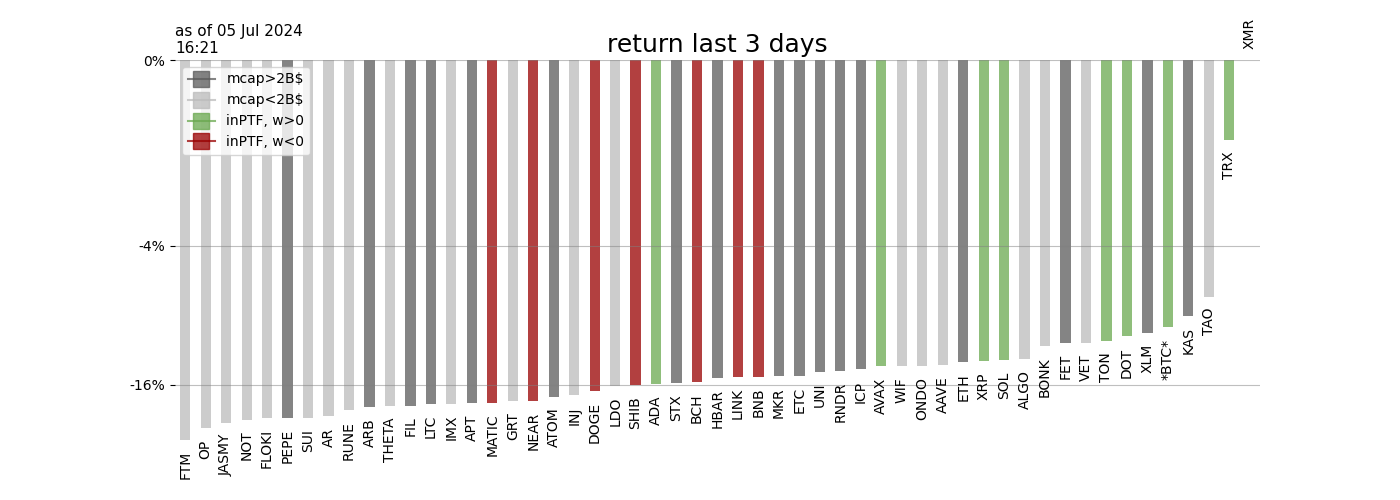 as of 05 Jul 2024
16:21
return last 3 days
XMR
0%
mcap>2B$
mcap<2B$
inPTF, w>0
inPTF, w<0
-4%
-16%
FTM
OP
JASMY
NOT
FLOKI
PEPE
SUI
AR
RUNE
ARB
THETA
FIL
LTC
IMX
APT
MATIC
GRT
NEAR
ATOM
INJ
DOGE
LDO
SHIB
ADA
STX
BCH
HBAR
LINK
BNB
MKR
ETC
UNI
RNDR
ICP
AVAX
WIF
ONDO
AAVE
ETH
XRP
SOL
ALGO
BONK
FET
VET
TON
DOT
XLM
*BTC*
KAS
TAO
TRX